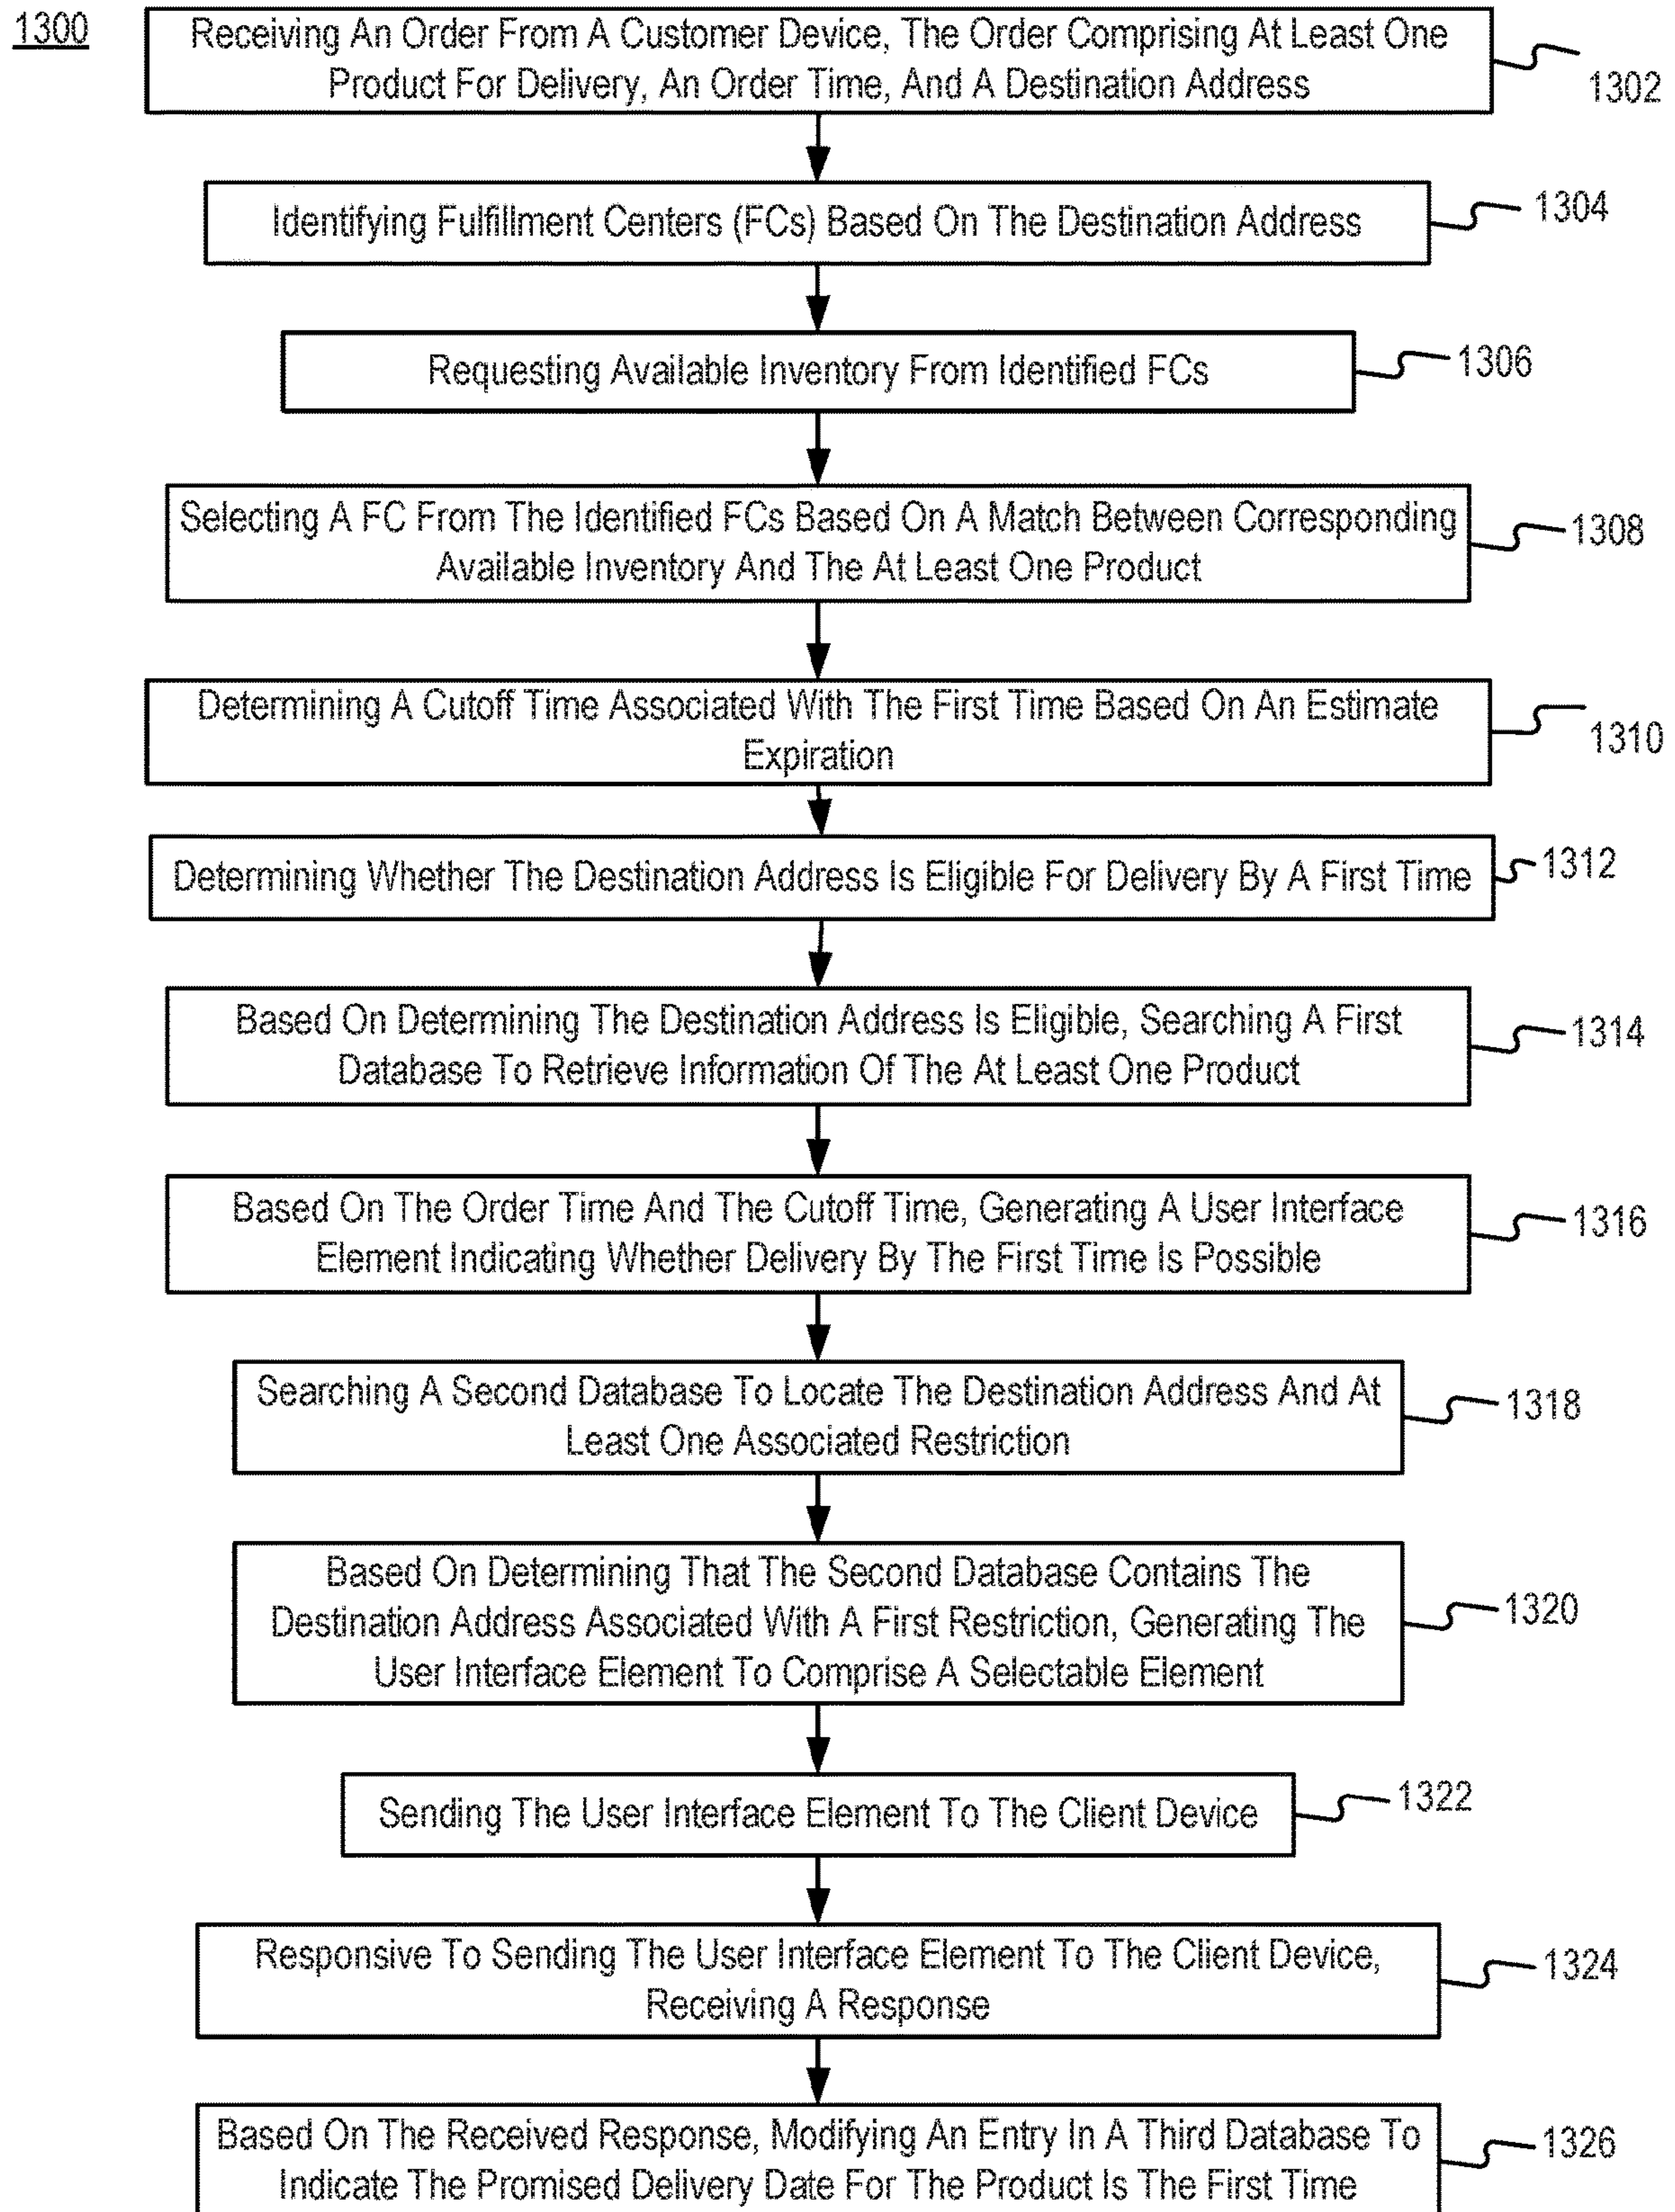 1300
Receiving An Order From A Customer Device, The Order Comprising At Least One
Product For Delivery, An Order Time, And A Destination Address
1302
Identifying Fulfillment Centers (FCs) Based On The Destination Address
1304
Requesting Available Inventory From Identified FCs
1306
Selecting A FC From The Identified FCs Based On A Match Between Corresponding
Available Inventory And The At Least One Product
1308
Determining A Cutoff Time Associated With The First Time Based On An Estimate
Expiration
1310
Determining Whether The Destination Address Is Eligible For Delivery By A First Time
1312
Based On Determining The Destination Address Is Eligible, Searching A First
Database To Retrieve Information Of The At Least One Product
1314
Based On The Order Time And The Cutoff Time, Generating A User Interface
Element Indicating Whether Delivery By The First Time Is Possible
1316
Searching A Second Database To Locate The Destination Address And At
Least One Associated Restriction
1318
Based On Determining That The Second Database Contains The
Destination Address Associated With A First Restriction, Generating The
User Interface Element To Comprise A Selectable Element
1320
Sending The User Interface Element To The Client Device
1322
Responsive To Sending The User Interface Element To The Client Device,
Receiving A Response
1324
Based On The Received Response, Modifying An Entry In A Third Database To
Indicate The Promised Delivery Date For The Product Is The First Time
1326